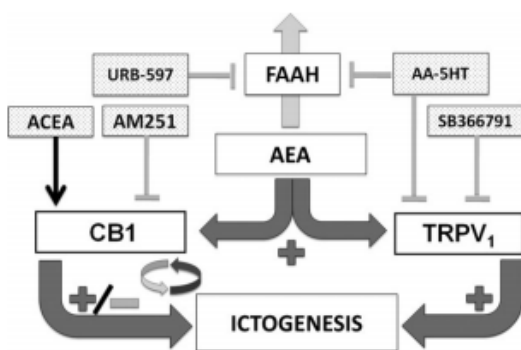 URB-597
FAAH
AA-5HT
ACEA
AM251
SB366791
AEA
CB1
+
TRPV₁
+/-
+
ICTOGENESIS